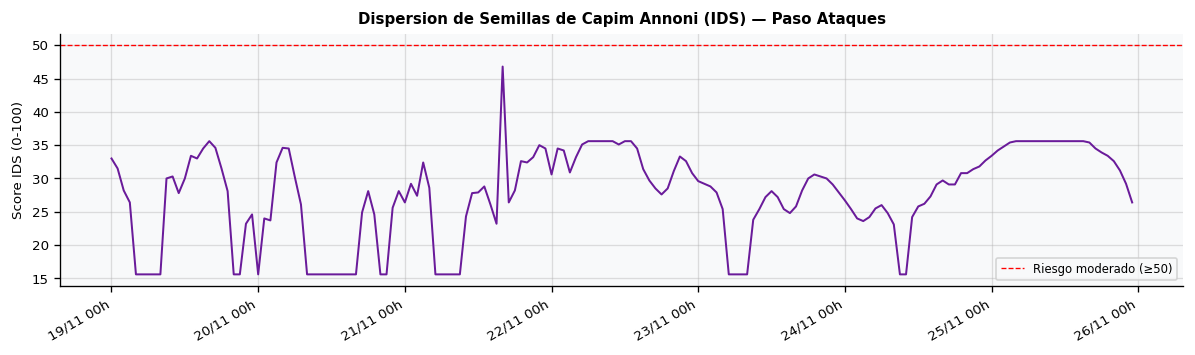 Dispersion de Semillas de Capim Annoni (IDS) — Paso Ataques
Score IDS (0-100)
50
45
40
35
30
25
20
15
Riesgo moderado (≥50)
19/11 00h
20/11 00h
21/11 00h
22/11 00h
23/11 00h
24/11 00h
25/11 00h
26/11 00h